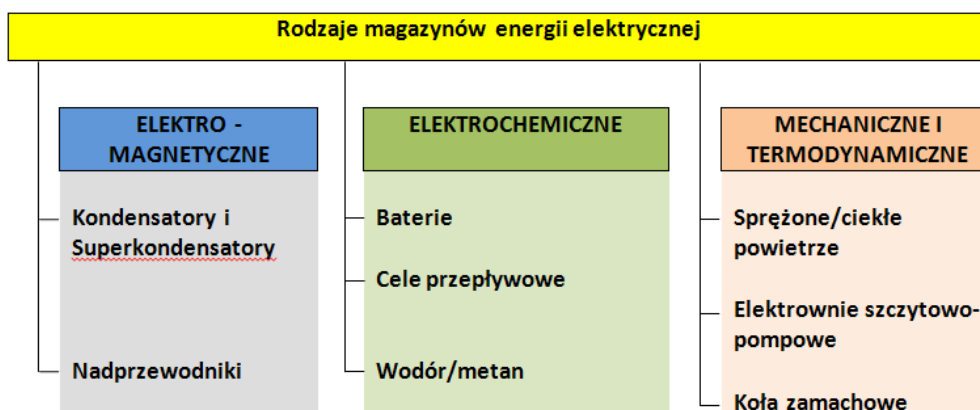 Rodzaje magazynów energii elektrycznej
ELEKTRO -
MAGNETYCZNE
Kondensatory i
Superkondensatory
Nadprzewodniki
ELEKTROCHEMICZNE
Baterie
Cele przepływowe
Wodór/metan
MECHANICZNE I
TERMODYNAMICZNE
Sprężone/ciekłe
powietrze
Elektrownie szczytowo-
pompowe
Koła zamachowe